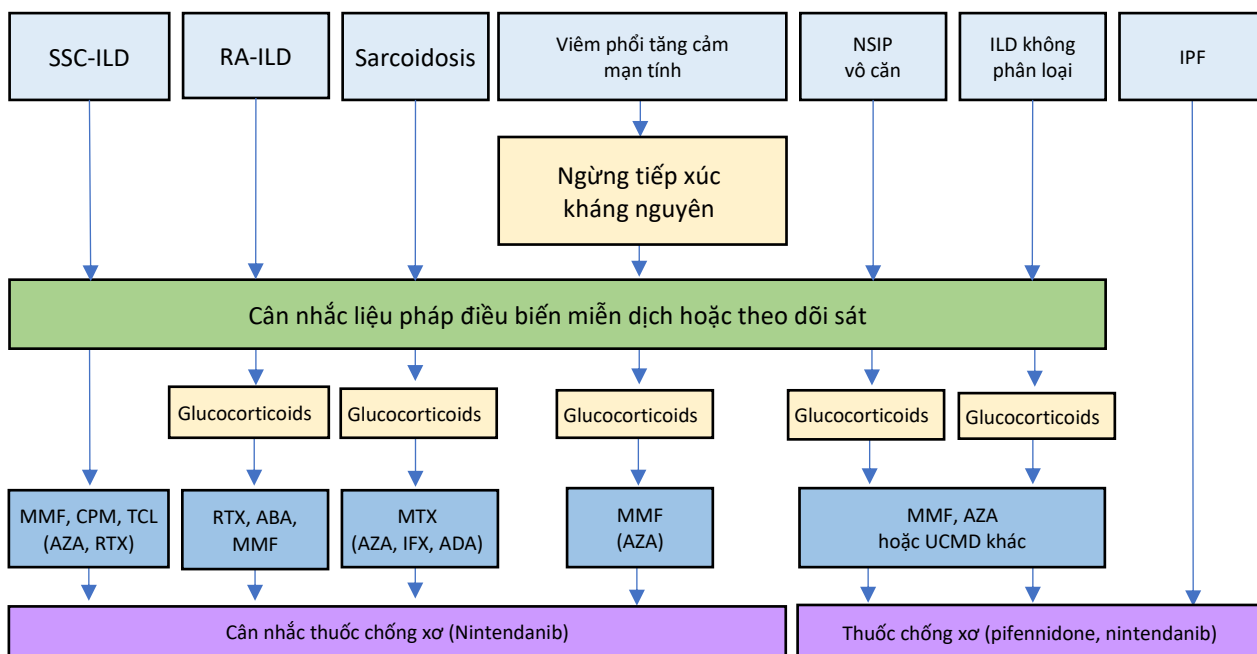 SSC-ILD
RA-ILD
Sarcoidosis
Viêm phổi tăng cảm
mạn tính
NSIP
vô căn
ILD không
phân loại
IPF
Ngừng tiếp xúc
kháng nguyên
Cân nhắc liệu pháp điều biến miễn dịch hoặc theo dõi sát
Glucocorticoids
Glucocorticoids
Glucocorticoids
Glucocorticoids
Glucocorticoids
MMF, CPM, TCL
(AZA, RTX)
RTX, ABA,
MMF
MTX
(AZA, IFX, ADA)
MMF
(AZA)
MMF, AZA
hoặc UCMD khác
Cân nhắc thuốc chống xơ (Nintendanib)
Thuốc chống xơ (pifennidone, nintendanib)